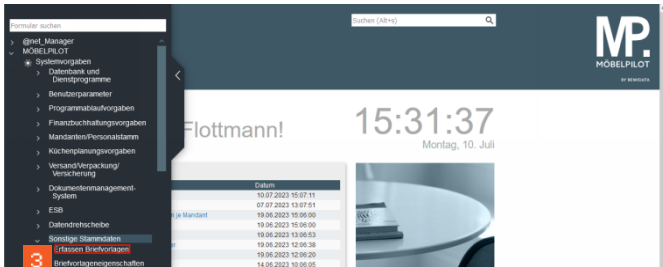 Formular suchen
@net_Manager
MÖBELPILOT
Systemvorgaben
Datenbank und
Dienstprogramme
Benutzerparameter
Programmablaufvorgaben
Finanzbuchhaltungsvorgaben
Mandanten/Personalstamm
Küchenplanungsvorgaben
Versand/Verpackung/
Versicherung
Dokumentenmanagement-
System
ESB
Datendrehscheibe
Sonstige Stammdaten
3
Erfassen Briefvorlagen
Briefvorlageneigenschaften
Suchen (Alt+s)
MP.
MÖBELPILOT
BY BEWIDATA
Flottmann!
15:31:37
Montag, 10. Juli
Datum
10.07.2023 15:07:11
07.07.2023 13:07:51
n je Mandant 19.06.2023 15:06:00
19.06.2023 15:06:00
19.06.2023 13:06:53
er 19.06.2023 12:06:38
19.06.2023 12:06:20
14.06.2023 10:06:05